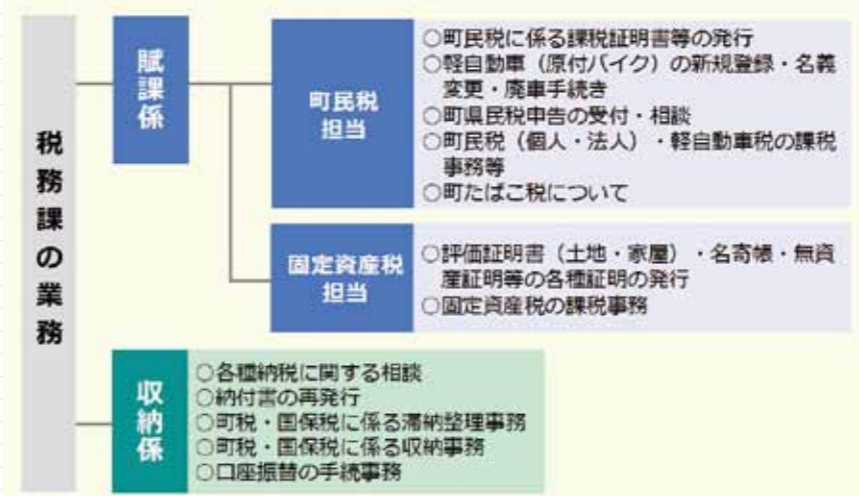 税務課の業務
賦課係
町民税
担当
○町民税に係る課税証明書等の発行
○軽自動車（原付バイク）の新規登録・名義
変更・廃車手続き
○町県民税申告の受付・相談
○町民税（個人・法人）・軽自動車税の課税
事務等
○町たばこ税について
固定資産税
担当
○評価証明書（土地・家屋）・名寄帳・無資
産証明等の各種証明の発行
○固定資産税の課税事務
収納係
○各種納税に関する相談
○納付書の再発行
○町税・国保税に係る滞納整理事務
○町税・国保税に係る収納事務
○口座振替の手続事務